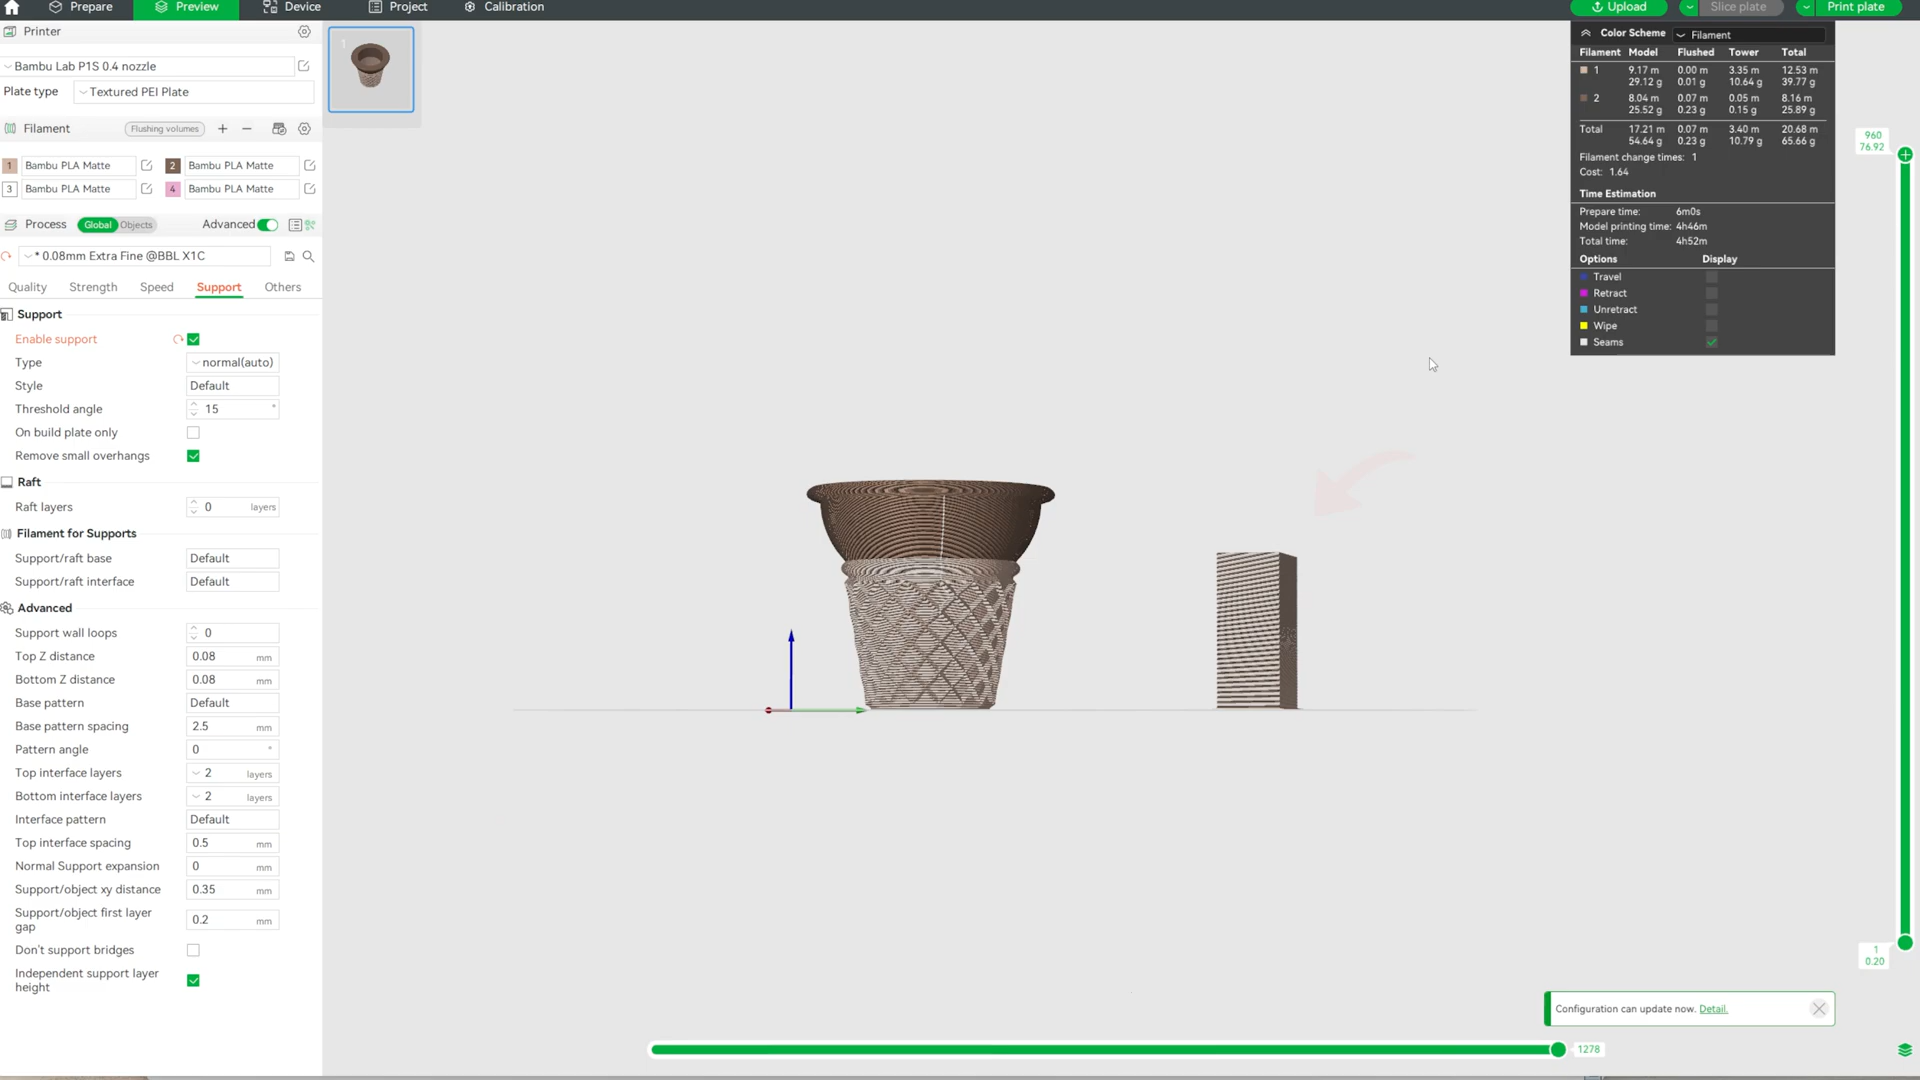 Prepare Preview Device Project Calibration Upload Slice plate Print plate
Printer
Bambu Lab P1S 0.4 nozzle
Plate type Textured PEI Plate
Filament Flushing volumes + −
1 Bambu PLA Matte 2 Bambu PLA Matte
3 Bambu PLA Matte 4 Bambu PLA Matte
Process Global Objects Advanced
* 0.08mm Extra Fine @BBL X1C
Quality Strength Speed Support Others
Support
Enable support
Type normal(auto)
Style Default
Threshold angle 15 °
On build plate only
Remove small overhangs
Raft
Raft layers 0 layers
Filament for Supports
Support/raft base Default
Support/raft interface Default
Advanced
Support wall loops 0
Top Z distance 0.08 mm
Bottom Z distance 0.08 mm
Base pattern Default
Base pattern spacing 2.5 mm
Pattern angle 0 °
Top interface layers 2 layers
Bottom interface layers 2 layers
Interface pattern Default
Top interface spacing 0.5 mm
Normal Support expansion 0 mm
Support/object xy distance 0.35 mm
Support/object first layer
gap 0.2 mm
Don't support bridges
Independent support layer
height
1
Color Scheme Filament
Filament Model Flushed Tower Total
1 9.17 m 0.00 m 3.35 m 12.53 m
29.12 g 0.01 g 10.64 g 39.77 g
2 8.04 m 0.07 m 0.05 m 8.16 m
25.52 g 0.23 g 0.15 g 25.89 g
Total 17.21 m 0.07 m 3.40 m 20.68 m
54.64 g 0.23 g 10.79 g 65.66 g
Filament change times: 1
Cost: 1.64
Time Estimation
Prepare time: 6m0s
Model printing time: 4h46m
Total time: 4h52m
Options Display
Travel
Retract
Unretract
Wipe
Seams
960
76.92
1
0.20
Configuration can update now. Detail.
1278